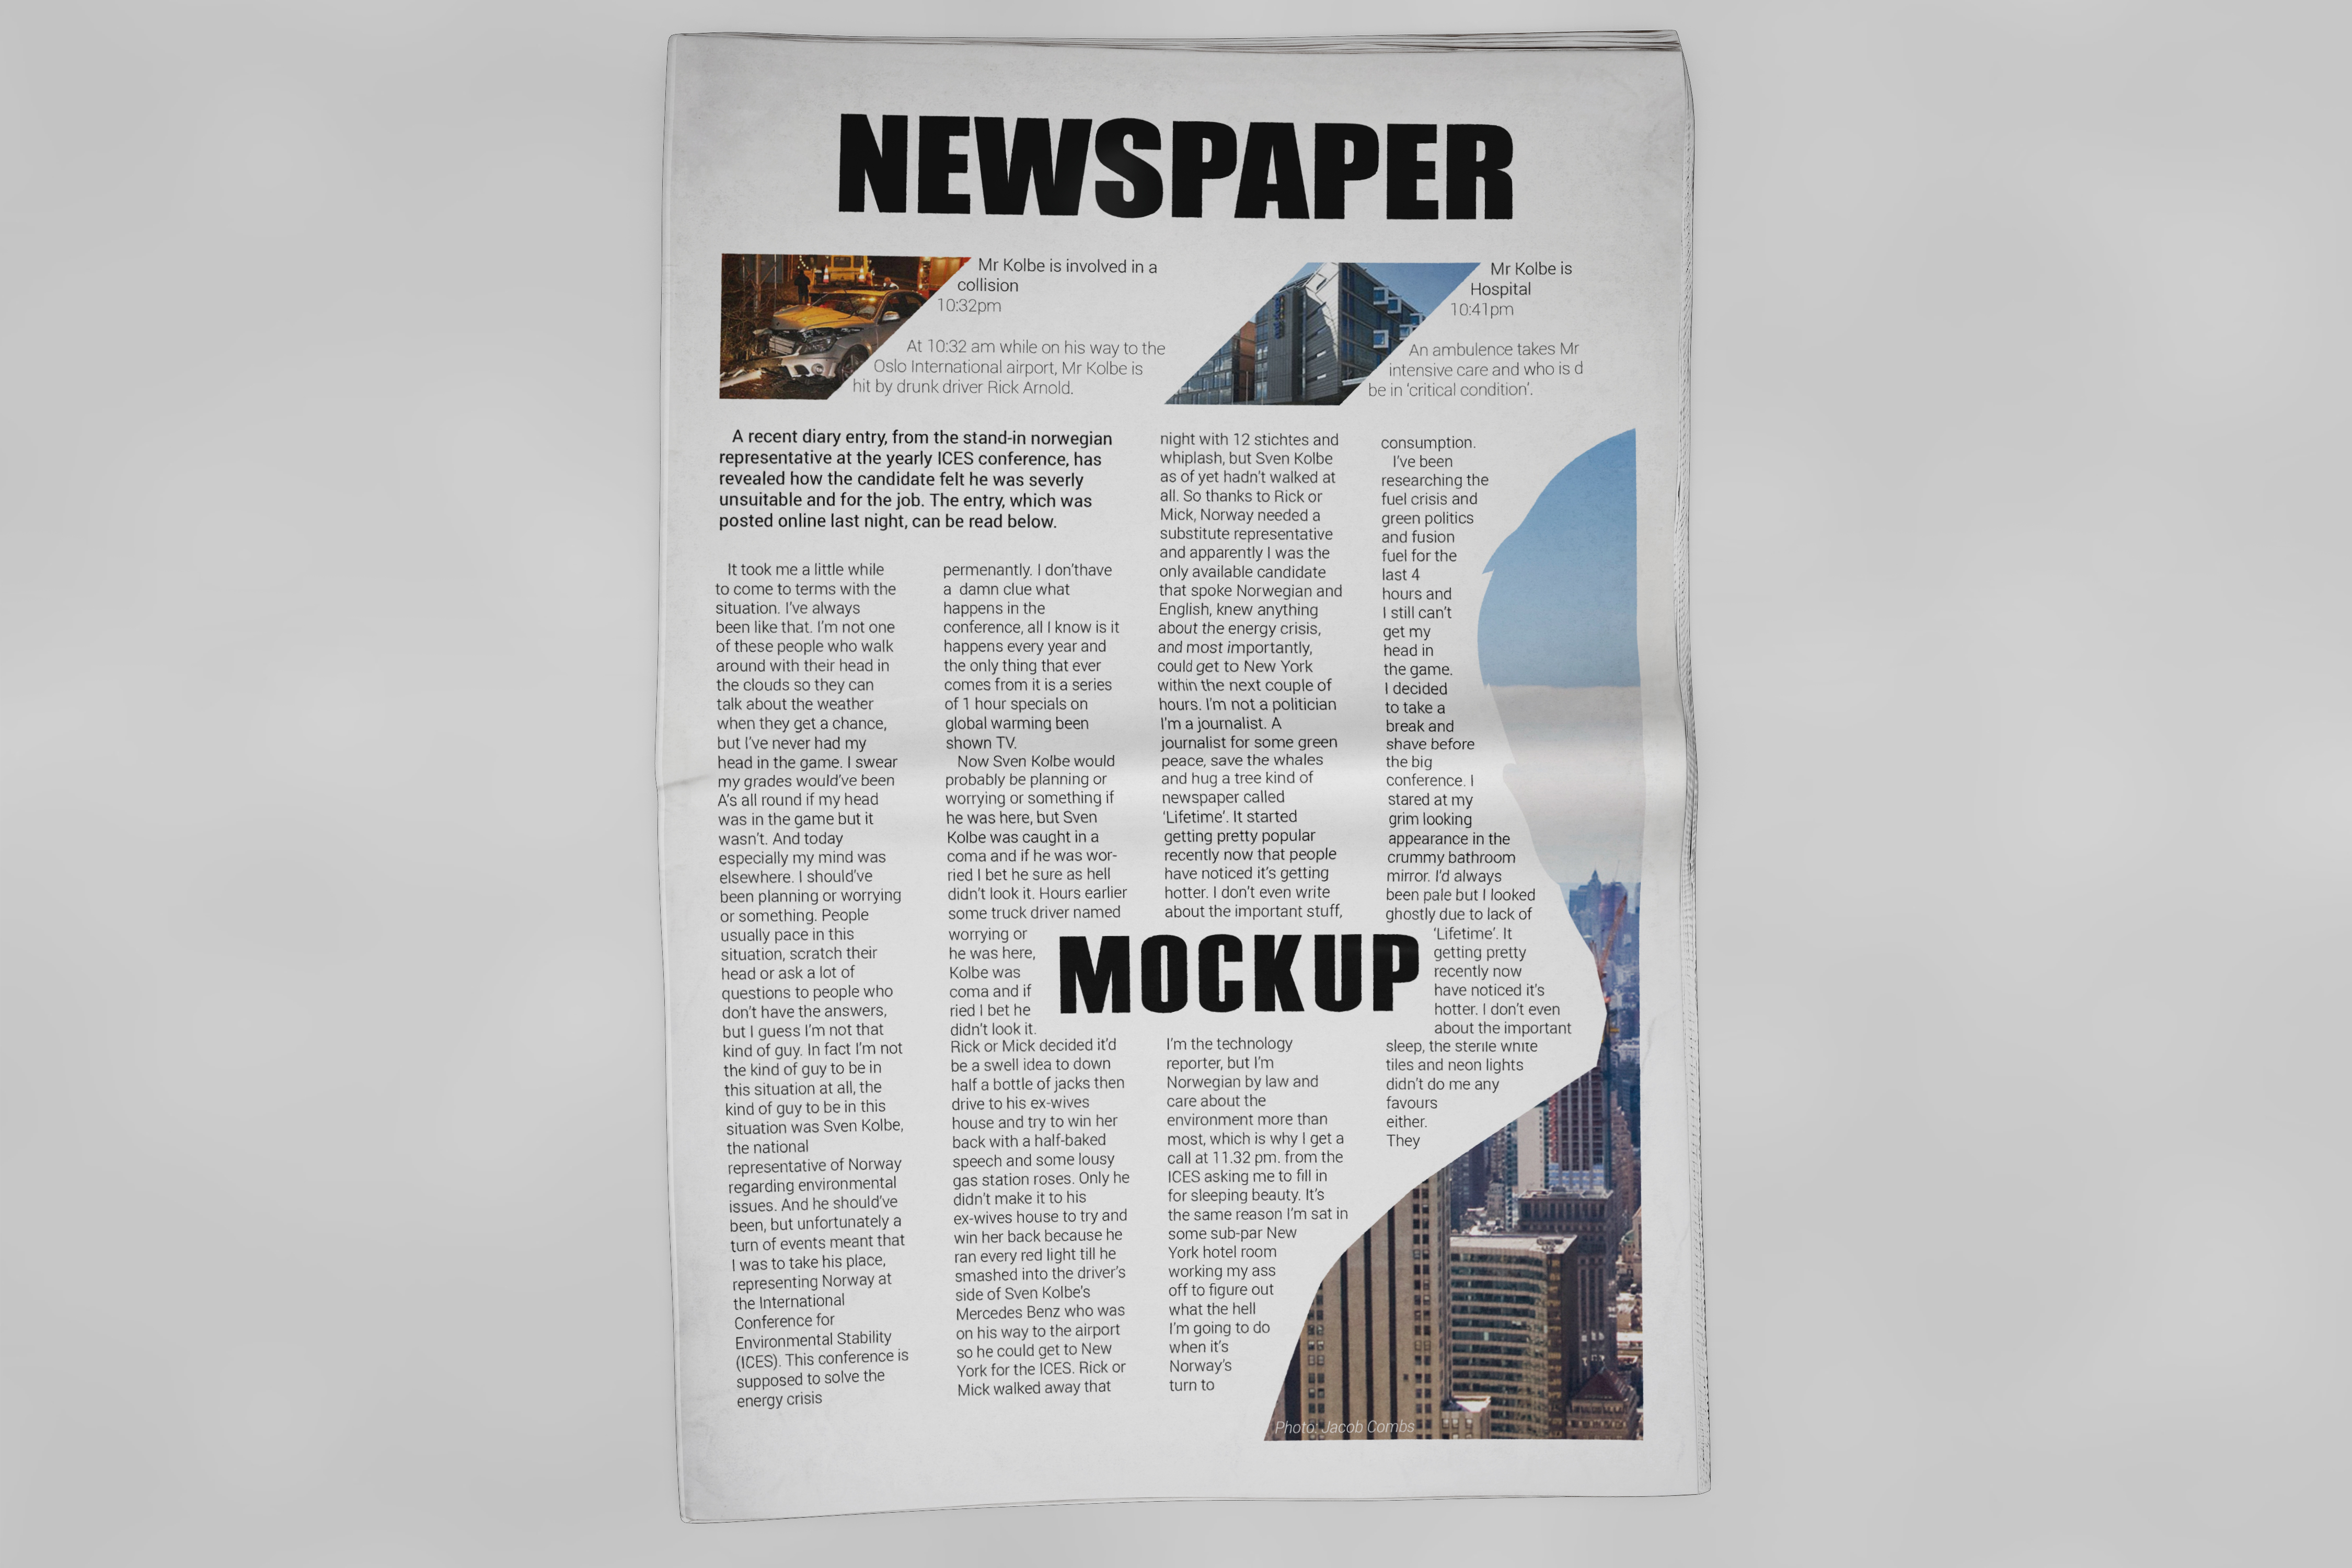 NEWSPAPER
Mr Kolbe is involved in a
collision
10:32pm
At 10:32 am while on his way to the
Oslo International airport, Mr Kolbe is
hit by drunk driver Rick Arnold.
Mr Kolbe is
Hospital
10:41pm
An ambulance takes Mr
intensive care and who is d
be in 'critical condition'.
A recent diary entry, from the stand-in norwegian
representative at the yearly ICES conference, has
revealed how the candidate felt he was severly
unsuitable and for the job. The entry, which was
posted online last night, can be read below.
It took me a little while
to come to terms with the
situation. I've always
been like that. I'm not one
of these people who walk
around with their head in
the clouds so they can
talk about the weather
when they get a chance,
but I've never had my
head in the game. I swear
my grades would've been
A's all round if my head
was in the game but it
wasn't. And today
especially my mind was
elsewhere. I should've
been planning or worrying
or something. People
usually pace in this
situation, scratch their
head or ask a lot of
questions to people who
don't have the answers,
but I guess I'm not that
kind of guy. In fact I'm not
the kind of guy to be in
this situation at all, the
kind of guy to be in this
situation was Sven Kolbe,
the national
representative of Norway
regarding environmental
issues. And he should've
been, but unfortunately a
turn of events meant that
I was to take his place,
representing Norway at
the International
Conference for
Environmental Stability
(ICES). This conference is
supposed to solve the
energy crisis
permenantly. I don'thave
a damn clue what
happens in the
conference, all I know is it
happens every year and
the only thing that ever
comes from it is a series
of 1 hour specials on
global warming been
shown TV.
Now Sven Kolbe would
probably be planning or
worrying or something if
he was here, but Sven
Kolbe was caught in a
coma and if he was wor-
ried I bet he sure as hell
didn't look it. Hours earlier
some truck driver named
worrying or
he was here,
Kolbe was
coma and if
ried I bet he
didn't look it.
Rick or Mick decided it'd
be a swell idea to down
half a bottle of jacks then
drive to his ex-wives
house and try to win her
back with a half-baked
speech and some lousy
gas station roses. Only he
didn't make it to his
ex-wives house to try and
win her back because he
ran every red light till he
smashed into the driver's
side of Sven Kolbe's
Mercedes Benz who was
on his way to the airport
so he could get to New
York for the ICES. Rick or
Mick walked away that
night with 12 stichtes and
whiplash, but Sven Kolbe
as of yet hadn't walked at
all. So thanks to Rick or
Mick, Norway needed a
substitute representative
and apparently I was the
only available candidate
that spoke Norwegian and
English, knew anything
about the energy crisis,
and most importantly,
could get to New York
within the next couple of
hours. I'm not a politician
I'm a journalist. A
journalist for some green
peace, save the whales
and hug a tree kind of
newspaper called
'Lifetime'. It started
getting pretty popular
recently now that people
have noticed it's getting
hotter. I don't even write
about the important stuff,
MOCKUP
I'm the technology
reporter, but I'm
Norwegian by law and
care about the
environment more than
most, which is why I get a
call at 11.32 pm. from the
ICES asking me to fill in
for sleeping beauty. It's
the same reason I'm sat in
some sub-par New
York hotel room
working my ass
off to figure out
what the hell
I'm going to do
when it's
Norway's
turn to
consumption.
I've been
researching the
fuel crisis and
green politics
and fusion
fuel for the
last 4
hours and
I still can't
get my
head in
the game.
I decided
to take a
break and
shave before
the big
conference. I
stared at my
grim looking
appearance in the
crummy bathroom
mirror. I'd always
been pale but I looked
ghostly due to lack of
'Lifetime'. It
getting pretty
recently now
have noticed it's
hotter. I don't even
about the important
sleep, the sterile white
tiles and neon lights
didn't do me any
favours
either.
They
Photo: Jacob Combs